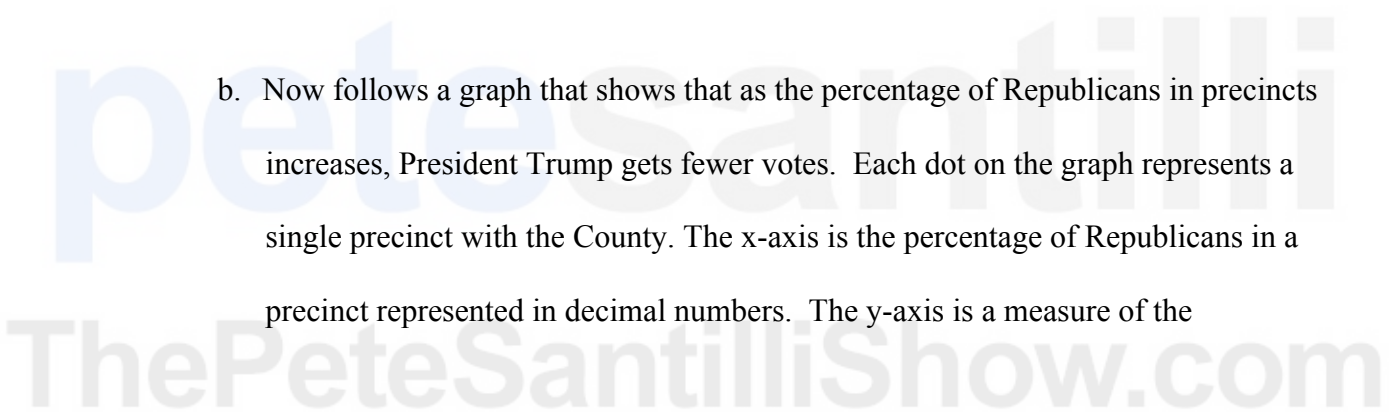 petesantilli
b. Now follows a graph that shows that as the percentage of Republicans in precincts
increases, President Trump gets fewer votes. Each dot on the graph represents a
single precinct with the County. The x-axis is the percentage of Republicans in a
precinct represented in decimal numbers. The y-axis is a measure of the
ThePeteSantilliShow.com